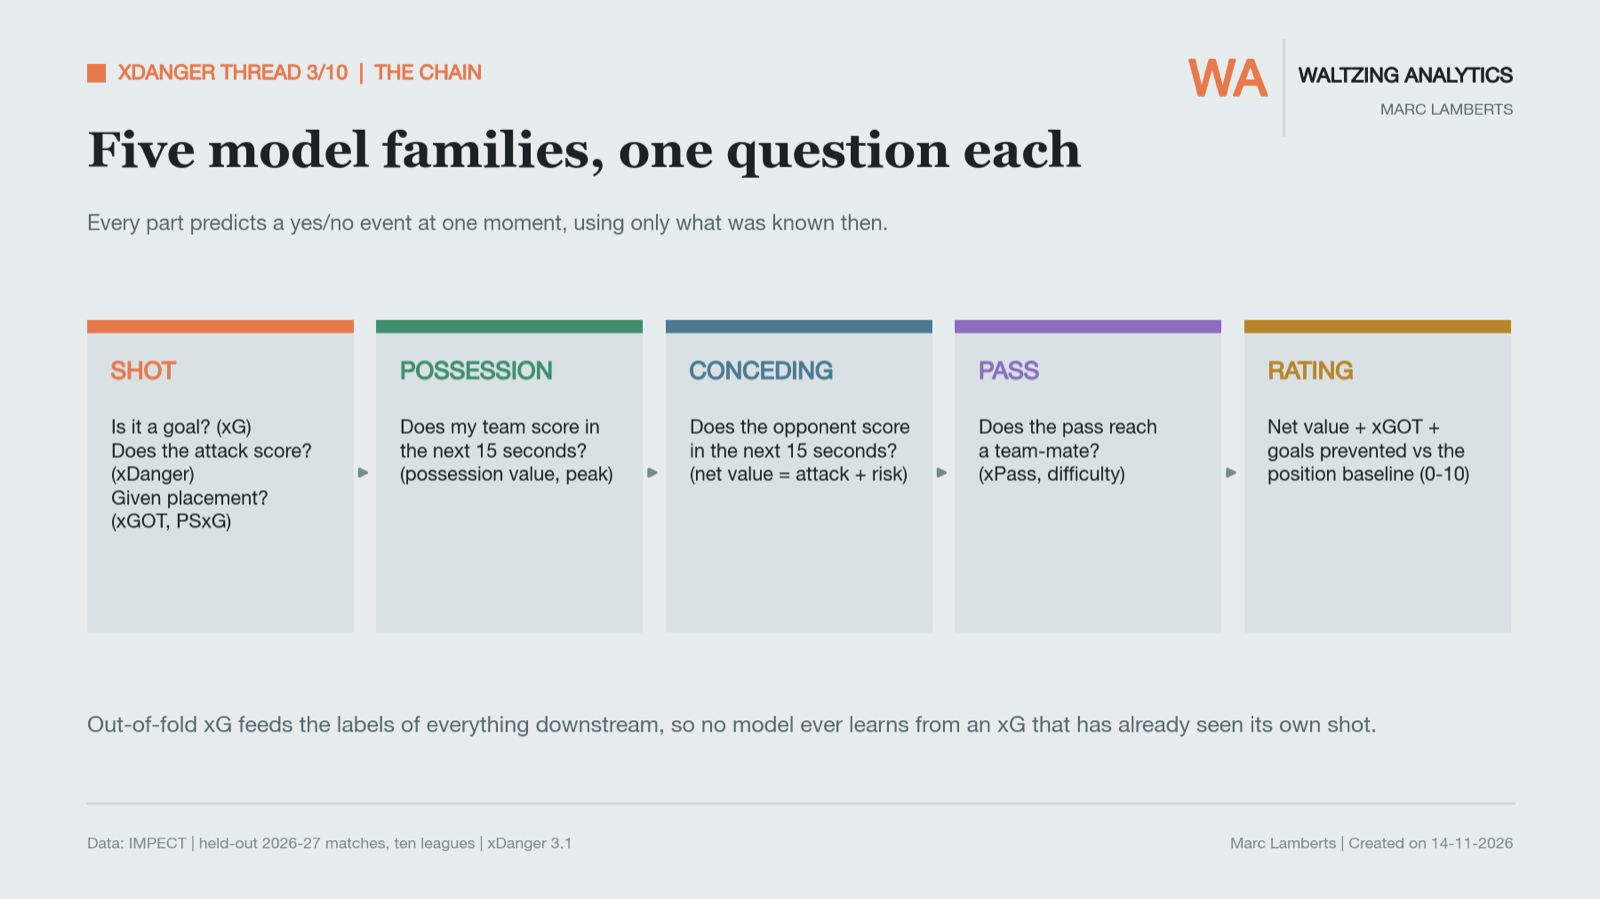 XDANGER THREAD 3/10 | THE CHAIN
WA
WALTZING ANALYTICS
MARC LAMBERTS
Five model families, one question each
Every part predicts a yes/no event at one moment, using only what was known then.
SHOT
Is it a goal? (xG)
Does the attack score?
(xDanger)
Given placement?
(xGOT, PSxG)
POSSESSION
Does my team score in
the next 15 seconds?
(possession value, peak)
CONCEDING
Does the opponent score
in the next 15 seconds?
(net value = attack + risk)
PASS
Does the pass reach
a team-mate?
(xPass, difficulty)
RATING
Net value + xGOT +
goals prevented vs the
position baseline (0-10)
Out-of-fold xG feeds the labels of everything downstream, so no model ever learns from an xG that has already seen its own shot.
Data: IMPECT | held-out 2026-27 matches, ten leagues | xDanger 3.1
Marc Lamberts | Created on 14-11-2026